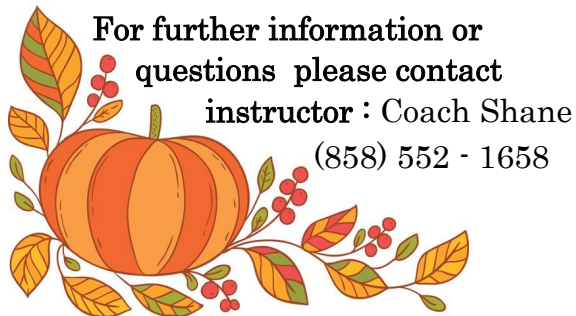 For further information or
questions  please contact
instructor : Coach Shane
(858) 552 - 1658